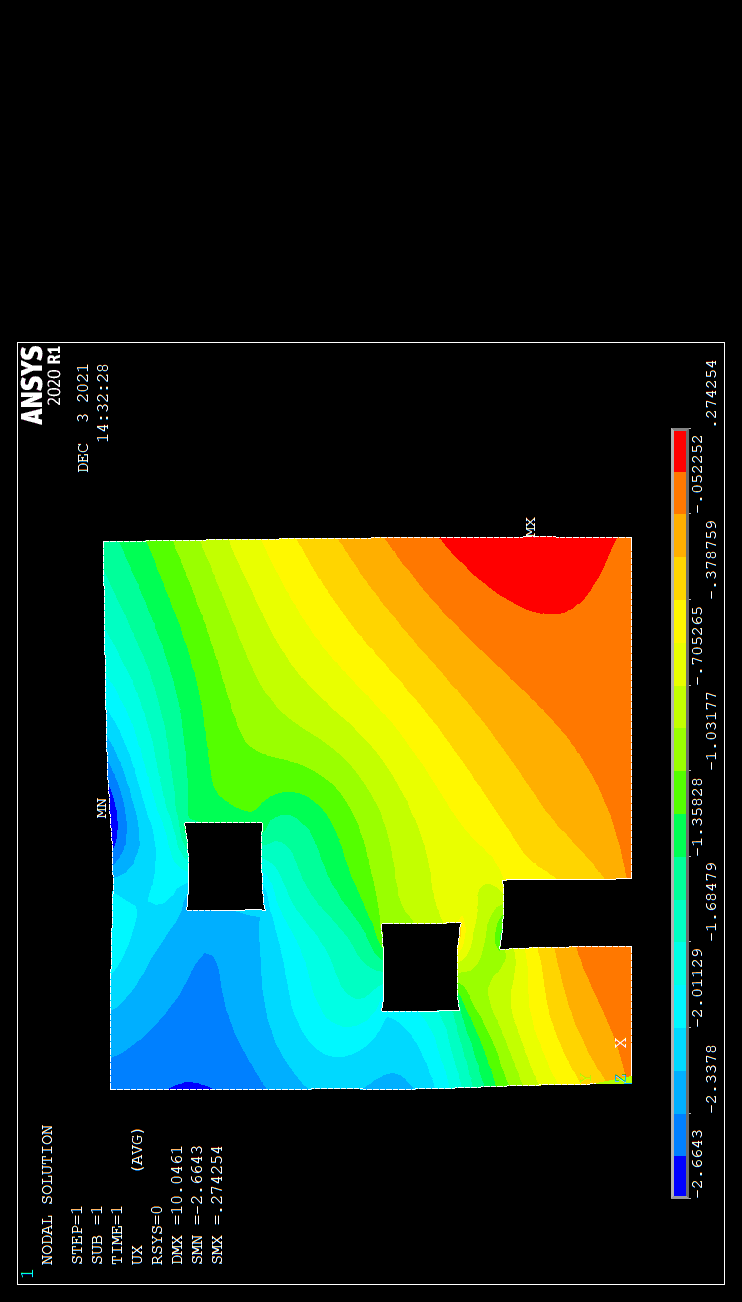 1
NODAL SOLUTION
STEP=1
SUB =1
TIME=1
UX (AVG)
RSYS=0
DMX =10.0461
SMN =-2.6643
SMX =.274254
ANSYS
2020 R1
DEC 3 2021
14:32:28
MN
MX
X
Z
-2.6643
-2.3378
-2.01129
-1.68479
-1.35828
-1.03177
-.705265
-.378759
-.052252
.274254